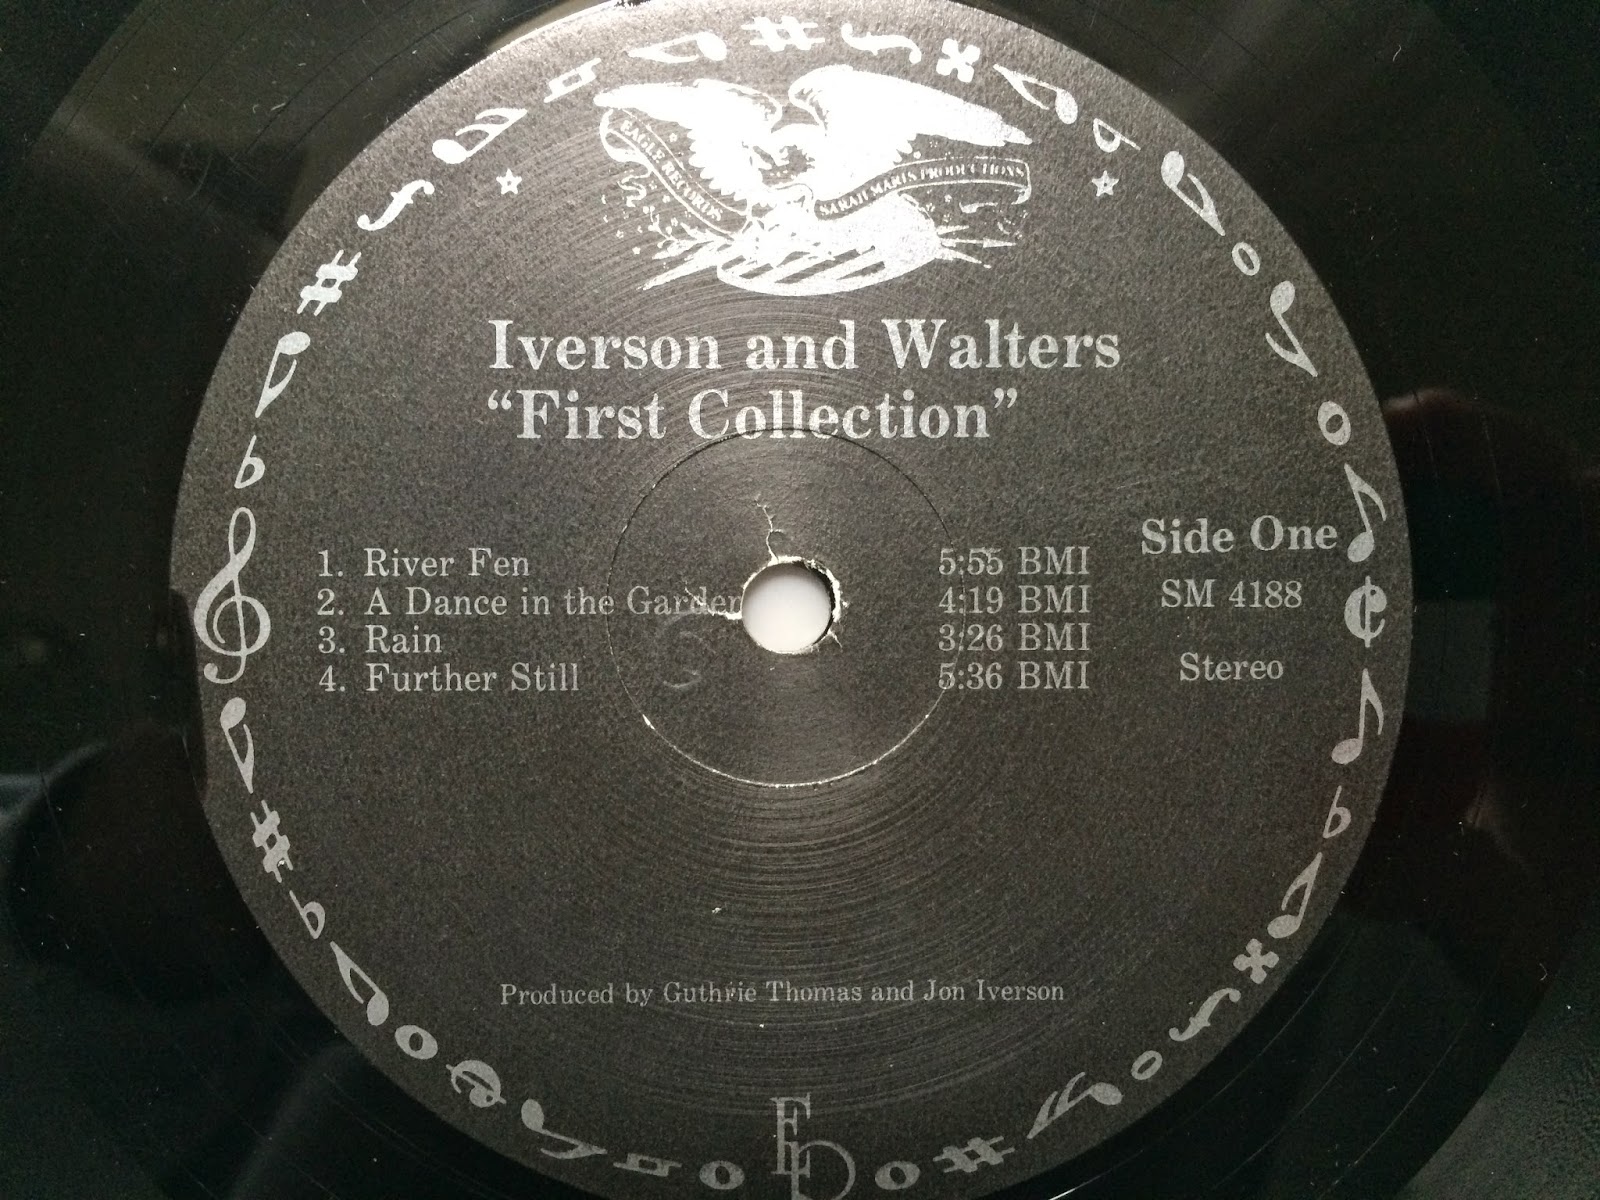 EAGLE RECORDS
SARAH MARIS PRODUCTIONS
Iverson and Walters
“First Collection”
1. River Fen 5:55 BMI
2. A Dance in the Garden 4:19 BMI
3. Rain 3:26 BMI
4. Further Still 5:36 BMI
Side One
SM 4188
Stereo
Produced by Guthrie Thomas and Jon Iverson